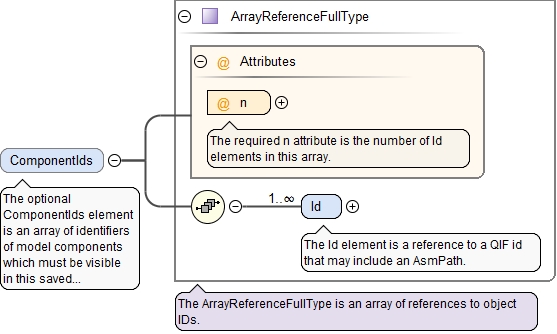 ArrayReferenceFullType
@ Attributes
@ n
The required n attribute is the number of Id
elements in this array.
ComponentIds
The optional
ComponentIds element
is an array of identifiers
of model components
which must be visible
in this saved...
1..∞
Id
The Id element is a reference to a QIF id
that may include an AsmPath.
The ArrayReferenceFullType is an array of references to object
IDs.